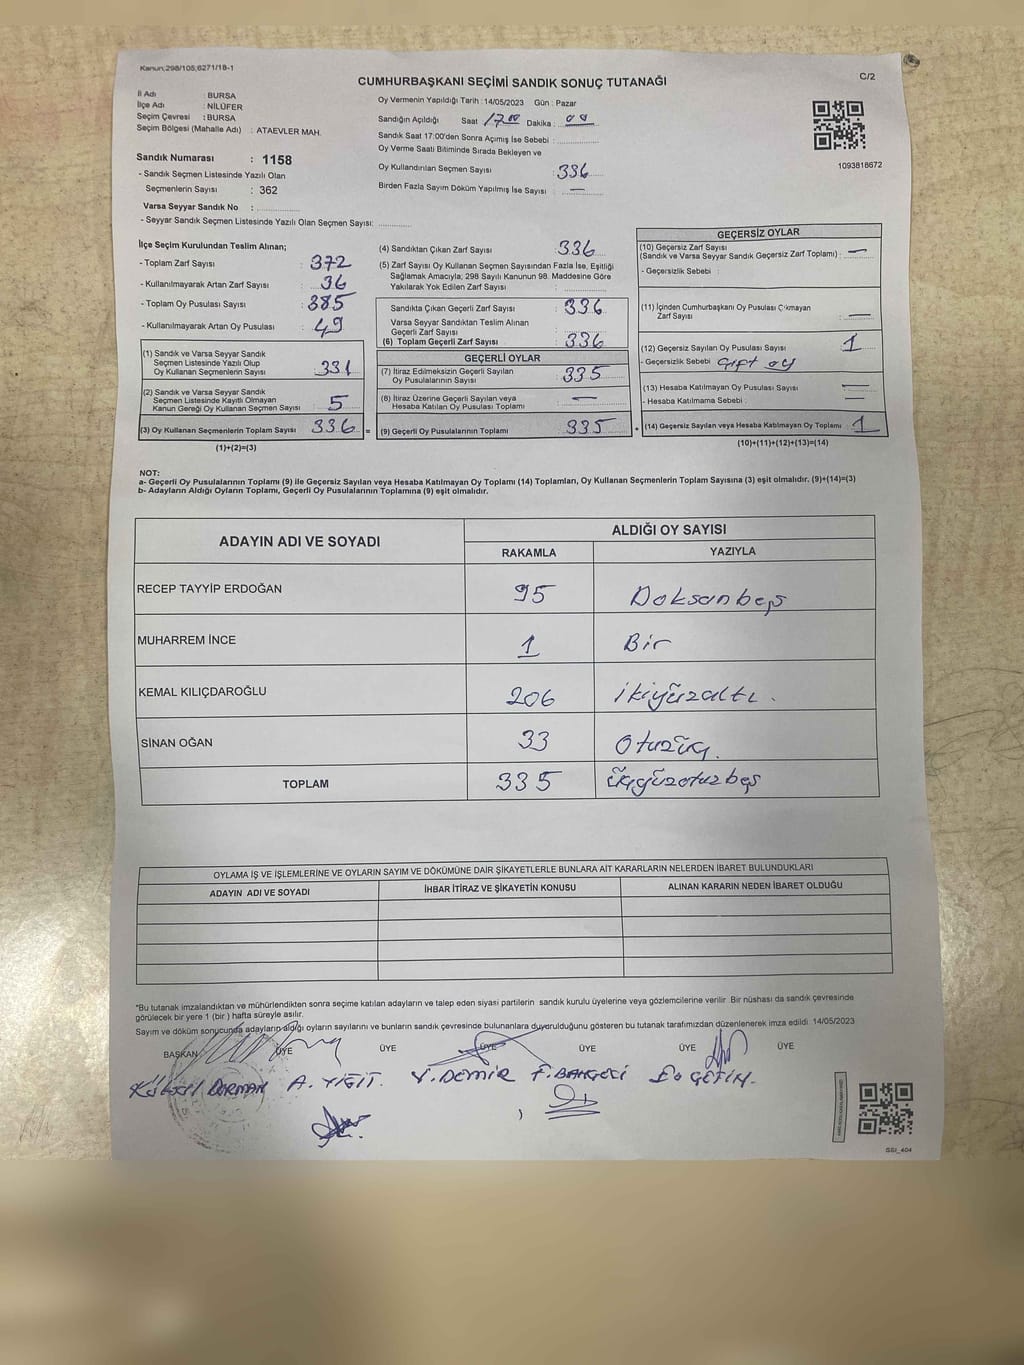 Kanun;298/105;6271/18-1
CUMHURBAŞKANI SEÇİMİ SANDIK SONUÇ TUTANAĞI
C/2
İl Adı : BURSA
İlçe Adı : NİLÜFER
Seçim Çevresi : BURSA
Seçim Bölgesi (Mahalle Adı) : ATAEVLER MAH.
Sandık Numarası : 1158
- Sandık Seçmen Listesinde Yazılı Olan
Seçmenlerin Sayısı : 362
Varsa Seyyar Sandık No :
- Seyyar Sandık Seçmen Listesinde Yazılı Olan Seçmen Sayısı:
Oy Vermenin Yapıldığı Tarih : 14/05/2023 Gün : Pazar
Sandığın Açıldığı Saat 17.00 Dakika : 00
Sandık Saat 17:00'den Sonra Açımış İse Sebebi :
Oy Verme Saati Bitiminde Sırada Bekleyen ve
Oy Kullandırılan Seçmen Sayısı : 336
Birden Fazla Sayım Döküm Yapılmış İse Sayısı : —
1093818672
İlçe Seçim Kurulundan Teslim Alınan;
- Toplam Zarf Sayısı : 372
- Kullanılmayarak Artan Zarf Sayısı : 36
- Toplam Oy Pusulası Sayısı : 385
- Kullanılmayarak Artan Oy Pusulası : 49
(1) Sandık ve Varsa Seyyar Sandık
Seçmen Listesinde Yazılı Olup
Oy Kullanan Seçmenlerin Sayısı : 331
(2) Sandık ve Varsa Seyyar Sandık
Seçmen Listesinde Kayıtlı Olmayan
Kanun Gereği Oy Kullanan Seçmen Sayısı : 5
(3) Oy Kullanan Seçmenlerin Toplam Sayısı : 336 =
(1)+(2)=(3)
(4) Sandıktan Çıkan Zarf Sayısı : 336
(5) Zarf Sayısı Oy Kullanan Seçmen Sayısından Fazla İse, Eşitliği
Sağlamak Amacıyla; 298 Sayılı Kanunun 98. Maddesine Göre
Yakılarak Yok Edilen Zarf Sayısı :
Sandıkta Çıkan Geçerli Zarf Sayısı : 336
Varsa Seyyar Sandıktan Teslim Alınan
Geçerli Zarf Sayısı :
(6) Toplam Geçerli Zarf Sayısı : 336
GEÇERLİ OYLAR
(7) İtiraz Edilmeksizin Geçerli Sayılan
Oy Pusulalarının Sayısı : 335
(8) İtiraz Üzerine Geçerli Sayılan veya
Hesaba Katılan Oy Pusulası Toplamı : —
(9) Geçerli Oy Pusulalarının Toplamı : 335 +
GEÇERSİZ OYLAR
(10) Geçersiz Zarf Sayısı
(Sandık ve Varsa Seyyar Sandık Geçersiz Zarf Toplamı) : —
- Geçersizlik Sebebi :
(11) İçinden Cumhurbaşkanı Oy Pusulası Çıkmayan
Zarf Sayısı : —
(12) Geçersiz Sayılan Oy Pusulası Sayısı : 1
- Geçersizlik Sebebi : Çift oy
(13) Hesaba Katılmayan Oy Pusulası Sayısı : —
- Hesaba Katılmama Sebebi : —
(14) Geçersiz Sayılan veya Hesaba Katılmayan Oy Toplamı : 1
(10)+(11)+(12)+(13)=(14)
NOT:
a- Geçerli Oy Pusulalarının Toplamı (9) ile Geçersiz Sayılan veya Hesaba Katılmayan Oy Toplamı (14) Toplamları, Oy Kullanan Seçmenlerin Toplam Sayısına (3) eşit olmalıdır. (9)+(14)=(3)
b- Adayların Aldığı Oyların Toplamı, Geçerli Oy Pusulalarının Toplamına (9) eşit olmalıdır.
ADAYIN ADI VE SOYADI
ALDIĞI OY SAYISI
RAKAMLA YAZIYLA
RECEP TAYYİP ERDOĞAN 95 Doksanbeş
MUHARREM İNCE 1 Bir
KEMAL KILIÇDAROĞLU 206 ikiyüzaltı.
SİNAN OĞAN 33 Otuzüç.
TOPLAM 335 üçyüzotuzbeş
OYLAMA İŞ VE İŞLEMLERİNE VE OYLARIN SAYIM VE DÖKÜMÜNE DAİR ŞİKAYETLERLE BUNLARA AİT KARARLARIN NELERDEN İBARET BULUNDUKLARI
ADAYIN ADI VE SOYADI İHBAR İTİRAZ VE ŞİKAYETİN KONUSU ALINAN KARARIN NEDEN İBARET OLDUĞU
*Bu tutanak imzalandıktan ve mühürlendikten sonra seçime katılan adayların ve talep eden siyasi partilerin sandık kurulu üyelerine veya gözlemcilerine verilir. Bir nüshası da sandık çevresinde
görülecek bir yere 1 (bir ) hafta süreyle asılır.
Sayım ve döküm sonucunda adayların aldığı oyların sayılarını ve bunların sandık çevresinde bulunanlara duyurulduğunu gösteren bu tutanak tarafımızdan düzenlenerek imza edildi. 14/05/2023
BAŞKAN ÜYE ÜYE ÜYE ÜYE ÜYE ÜYE
A. YİĞİT. Y. DEMİR F. BAHÇECİ
SSI_404